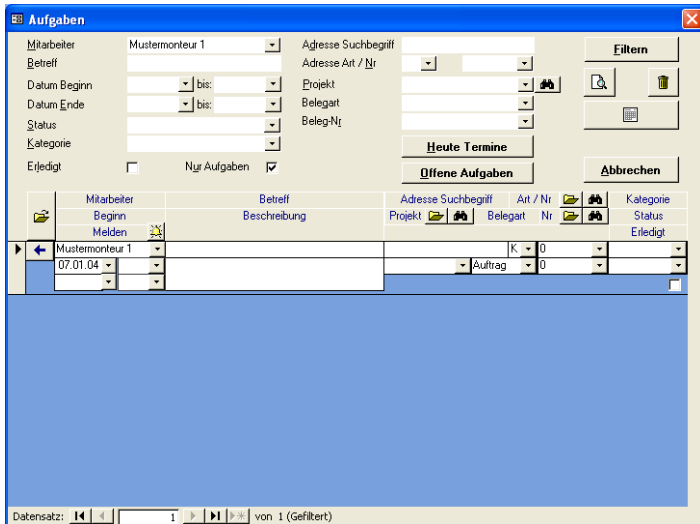 Aufgaben
Mitarbeiter Mustermonteur 1 Adresse Suchbegriff Filtern
Betreff Adresse Art / Nr
Datum Beginn bis: Projekt
Datum Ende bis: Belegart
Status Beleg-Nr
Kategorie Heute Termine
Erledigt Nur Aufgaben Offene Aufgaben Abbrechen
Mitarbeiter Betreff Adresse Suchbegriff Art / Nr Kategorie
Beginn Beschreibung Projekt Belegart Nr Status
Melden Erledigt
Mustermonteur 1 K 0
07.01.04 Auftrag 0
Datensatz: 1 von 1 (Gefiltert)